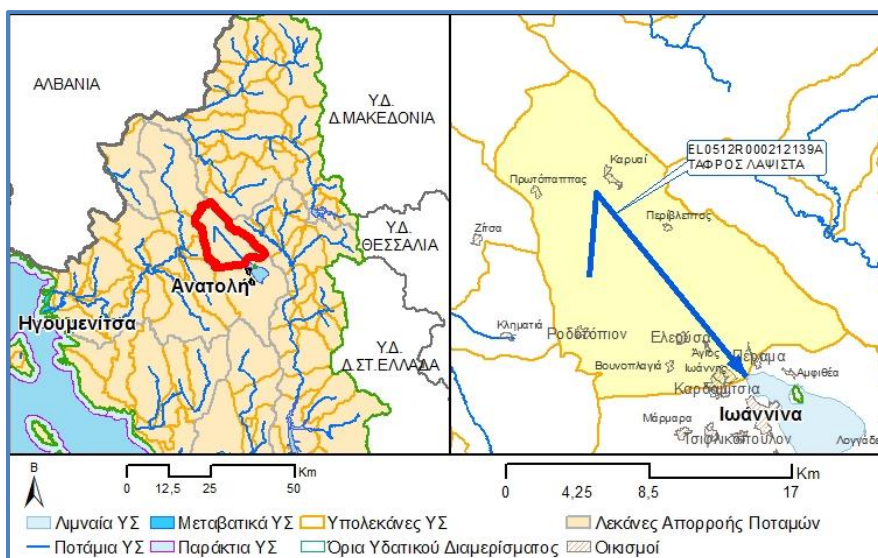 ΑΛΒΑΝΙΑ
Υ.Δ.
Δ.ΜΑΚΕΔΟΝΙΑ
Υ.Δ.
ΘΕΣΣΑΛΙΑ
Ανατολή
Ηγουμενίτσα
Υ.Δ.
Δ.ΣΤ.ΕΛΛΑΔΑ
EL0512R000212139A
ΤΑΦΡΟΣ ΛΑΨΙΣΤΑ
Καρυαί
Πρωτόπαππας
Περίβλεπτος
Ζίτσα
Κληματιά
Ροδοτόπιον
Ελεούσα
Άγιος
Ιωάννης
Πέραμα
Βουνοπλαγιά
Αμφιθέα
Καρδαμίτσια
Ιωάννινα
Μάρμαρα
Λογγάδε
Β
Km
0 12,5 25 50
Km
0 4,25 8,5 17
Λιμναία ΥΣ Μεταβατικά ΥΣ Υπολεκάνες ΥΣ Λεκάνες Απορροής Ποταμών
Ποτάμια ΥΣ Παράκτια ΥΣ Όρια Υδατικού Διαμερίσματος Οικισμοί